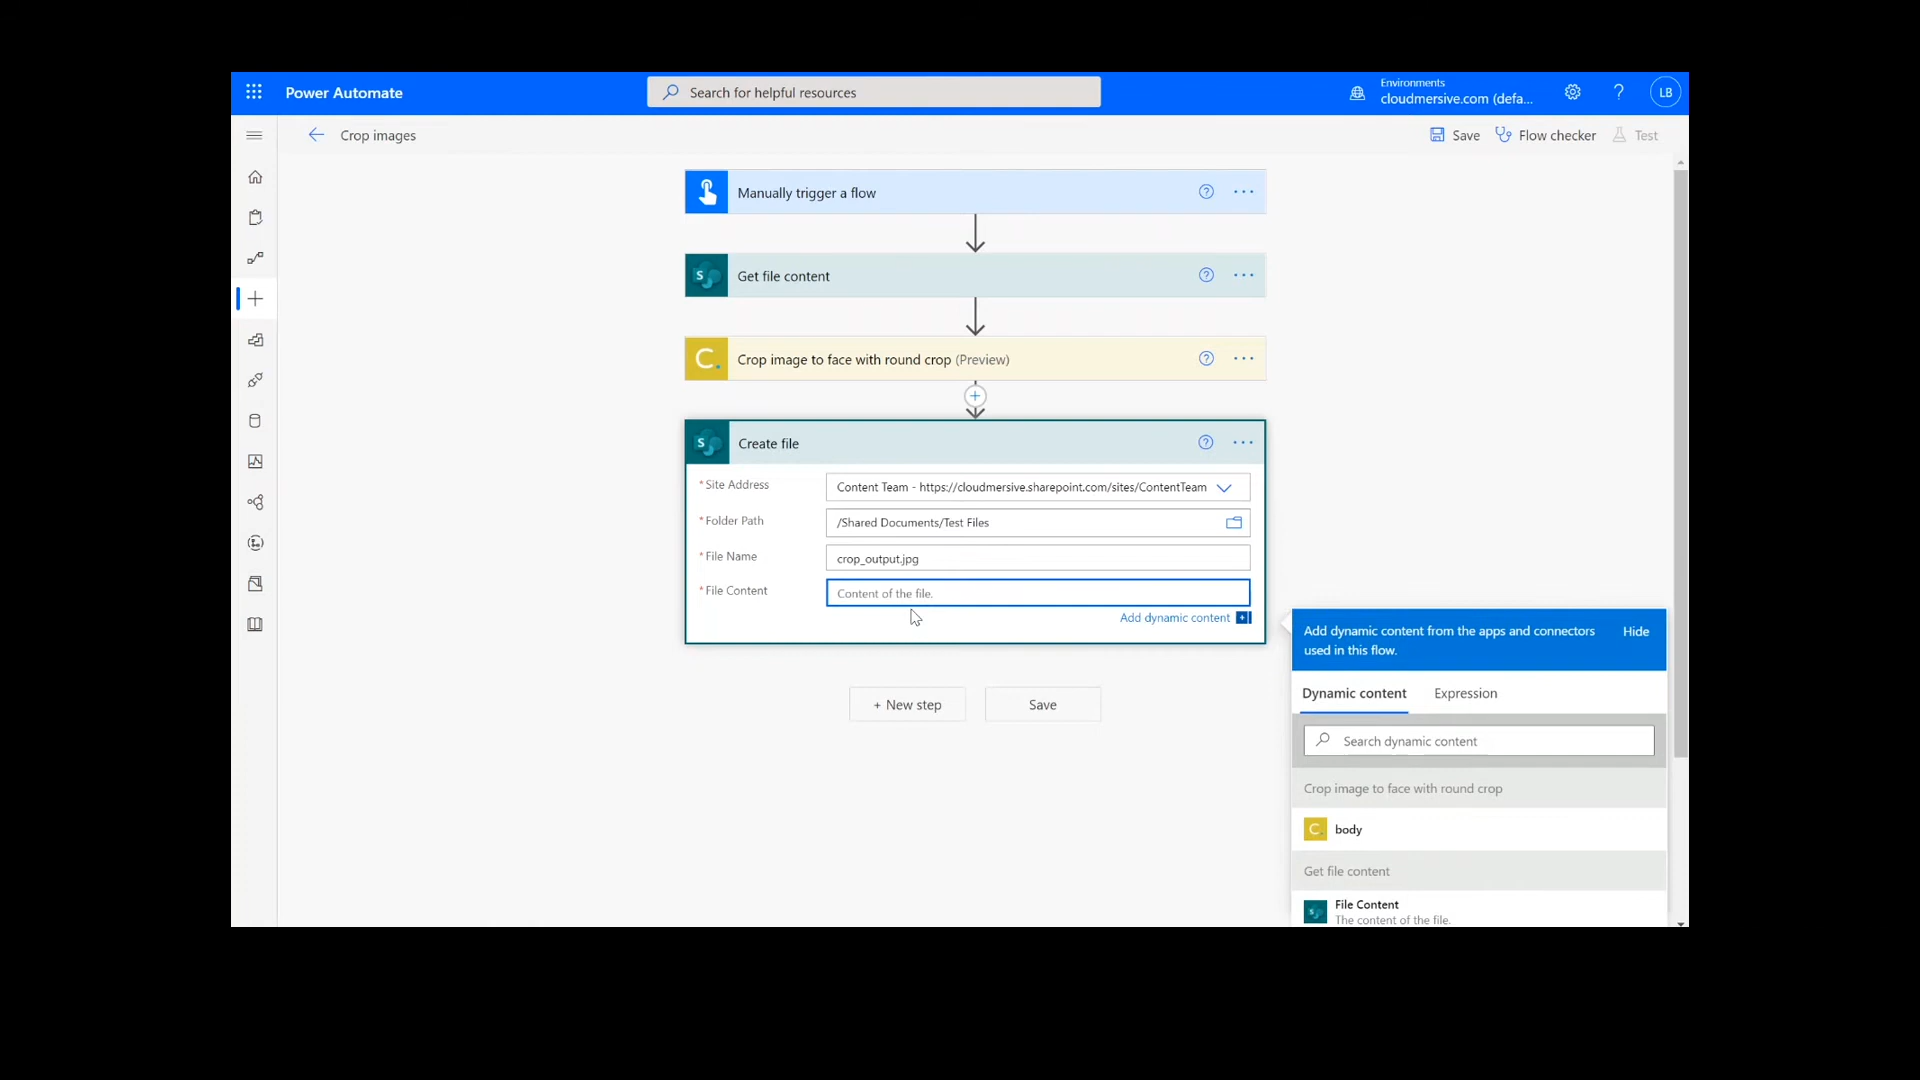 Power Automate
Search for helpful resources
Environments
cloudmersive.com (defa...
?
LB
Crop images
Save
Flow checker
Test
Manually trigger a flow
S
Get file content
C.
Crop image to face with round crop (Preview)
S
Create file
* Site Address
Content Team - https://cloudmersive.sharepoint.com/sites/ContentTeam
* Folder Path
/Shared Documents/Test Files
* File Name
crop_output.jpg
* File Content
Content of the file.
Add dynamic content
+ New step
Save
Add dynamic content from the apps and connectors
used in this flow.
Hide
Dynamic content
Expression
Search dynamic content
Crop image to face with round crop
C.
body
Get file content
S
File Content
The content of the file.